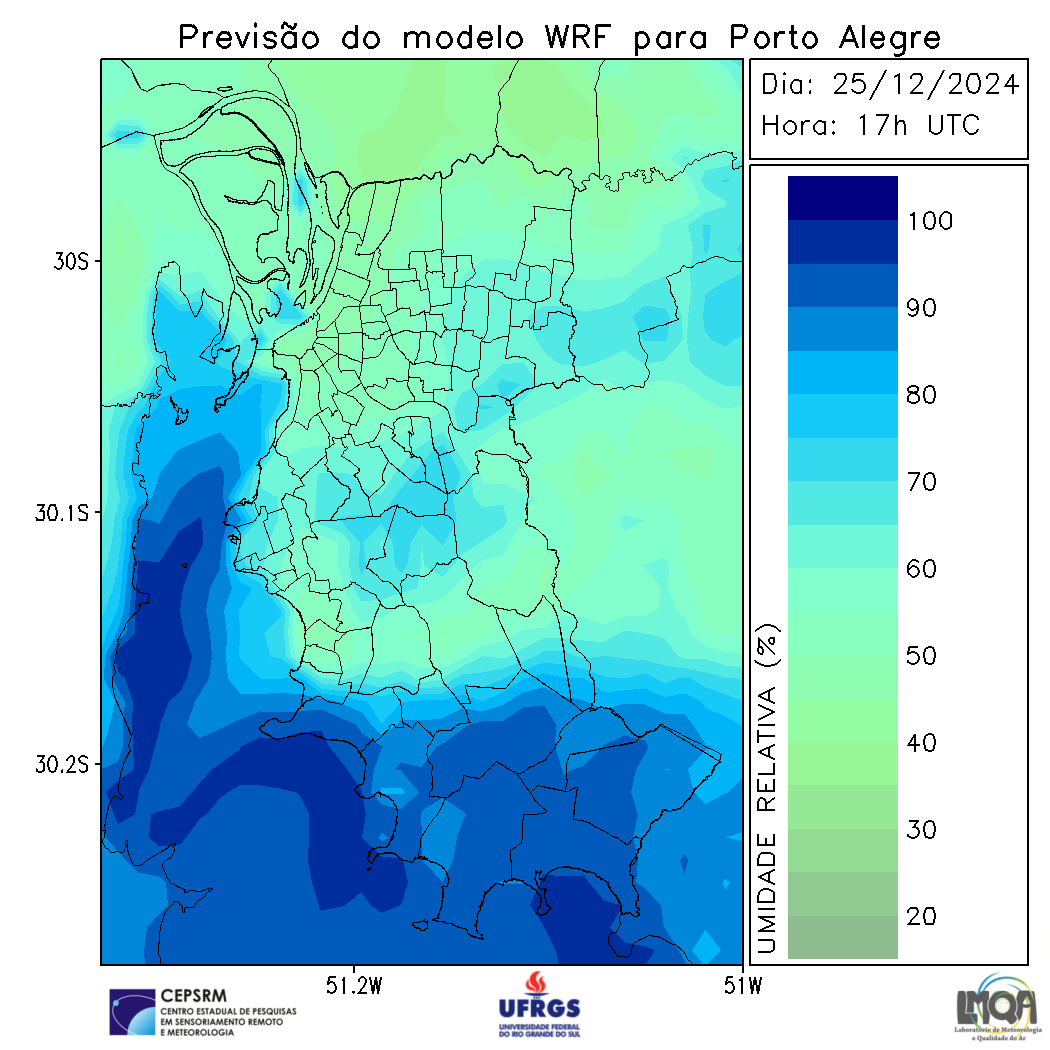 Previsão do modelo WRF para Porto Alegre
Dia: 25/12/2024
Hora: 17h UTC
30S
30.1S
30.2S
51.2W
51W
UMIDADE RELATIVA (%)
100
90
80
70
60
50
40
30
20
CEPSRM
CENTRO ESTADUAL DE PESQUISAS
EM SENSORIAMENTO REMOTO
E METEOROLOGIA
UFRGS
UNIVERSIDADE FEDERAL
DO RIO GRANDE DO SUL
LMQA
Laboratório de Meteorologia
e Qualidade do Ar